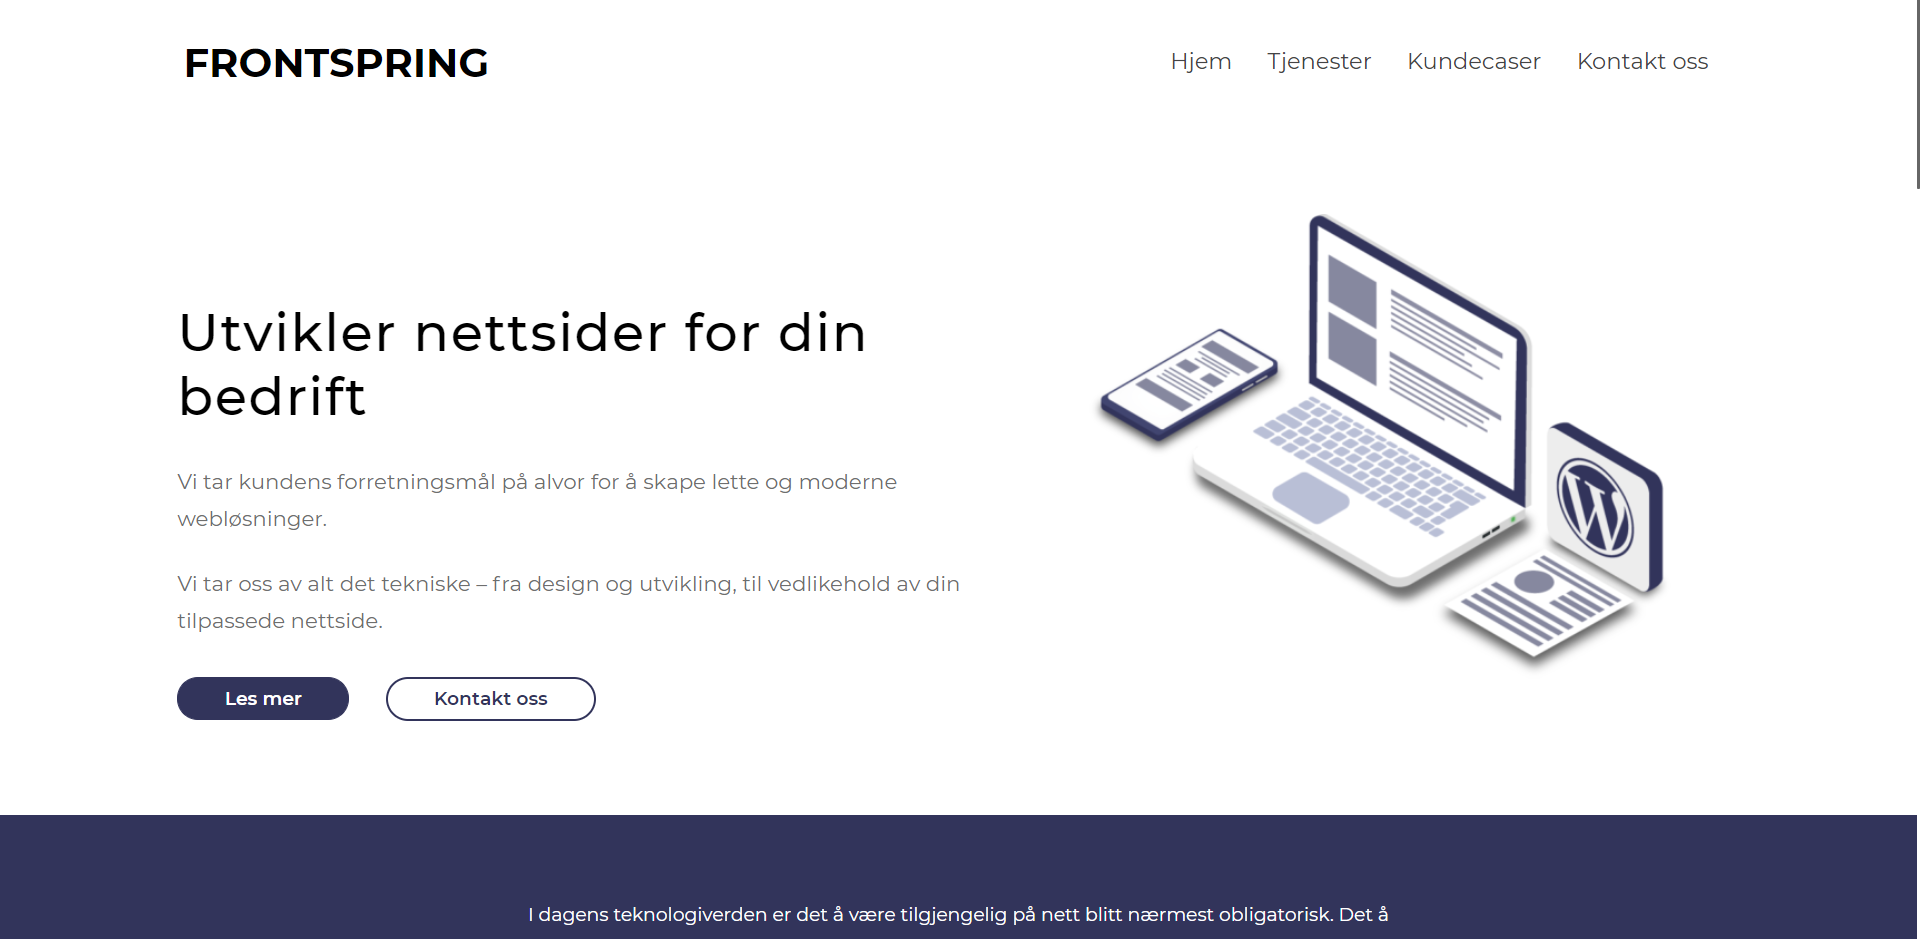 FRONTSPRING
Hjem Tjenester Kundecaser Kontakt oss
Utvikler nettsider for din
bedrift
Vi tar kundens forretningsmål på alvor for å skape lette og moderne
webløsninger.
Vi tar oss av alt det tekniske – fra design og utvikling, til vedlikehold av din
tilpassede nettside.
Les mer Kontakt oss
I dagens teknologiverden er det å være tilgjengelig på nett blitt nærmest obligatorisk. Det å